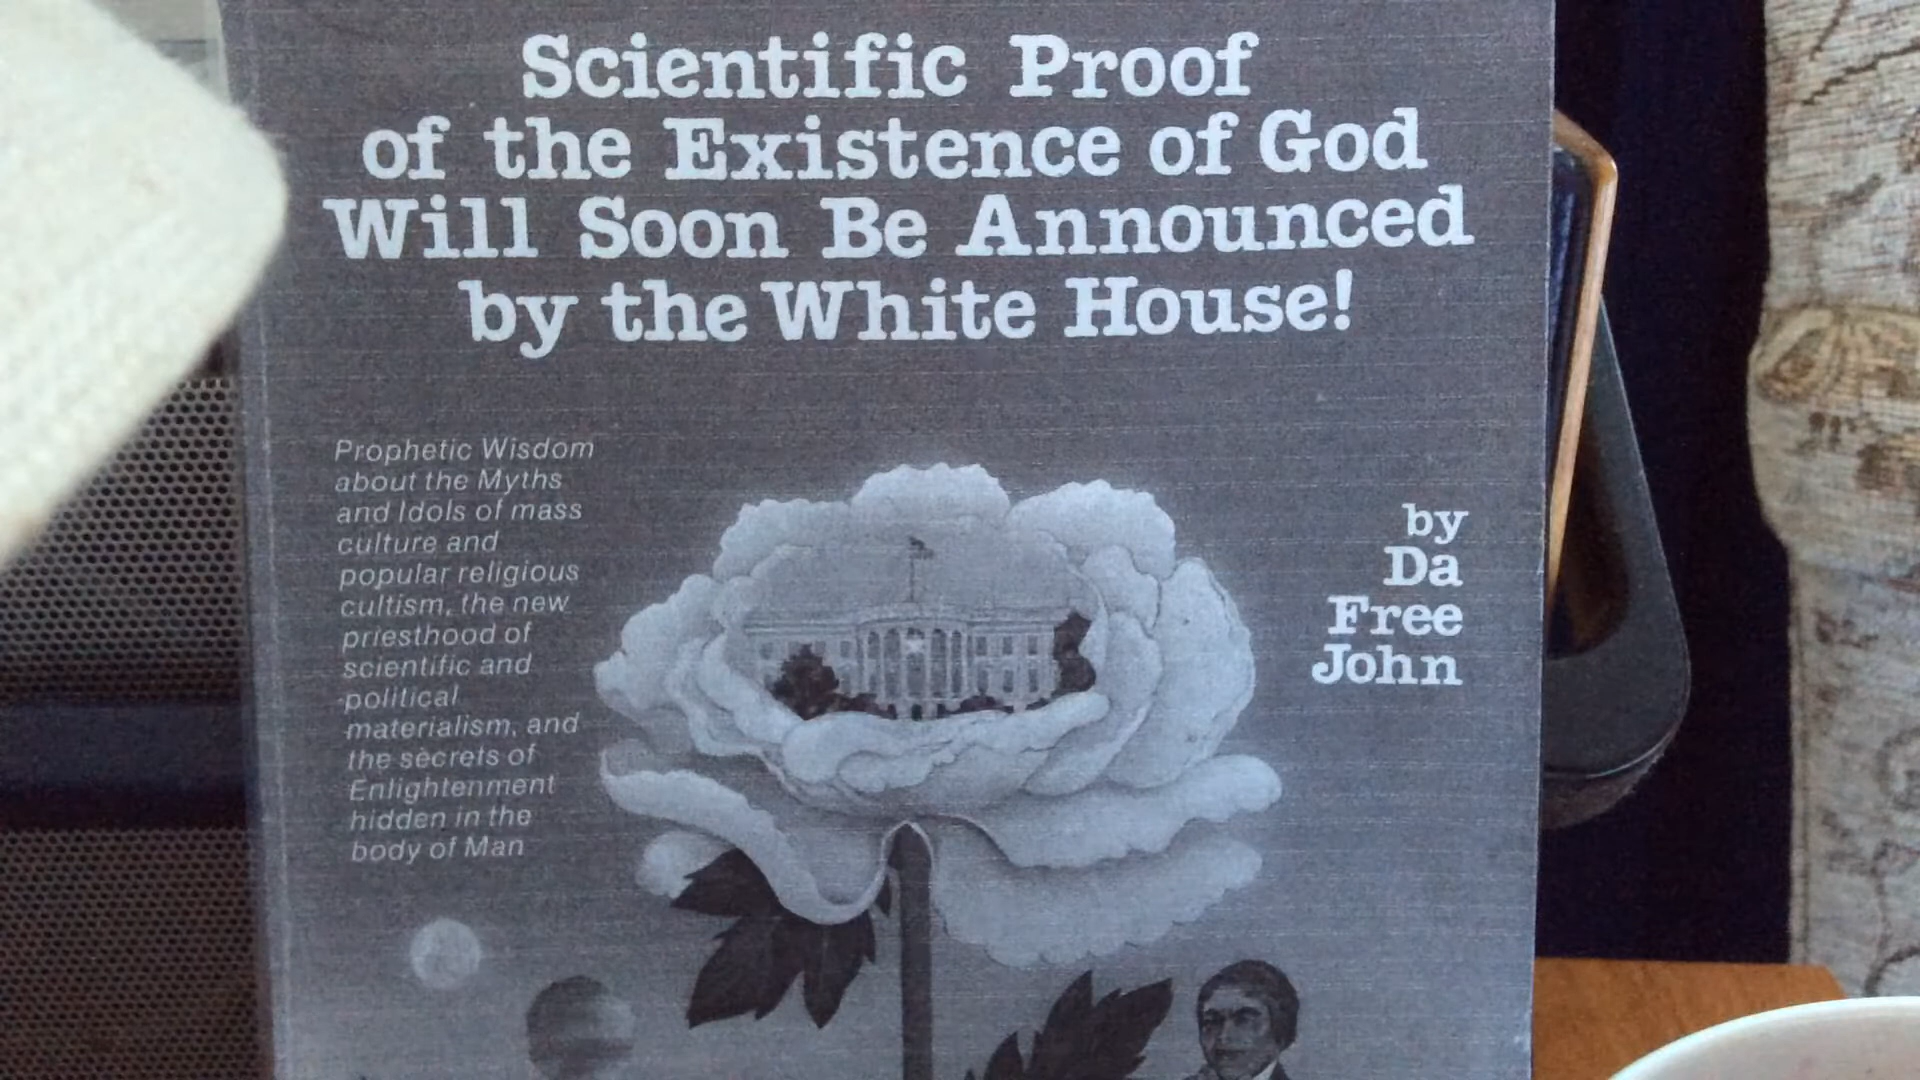 Scientific Proof
of the Existence of God
Will Soon Be Announced
by the White House!
Prophetic Wisdom
about the Myths
and Idols of mass
culture and
popular religious
cultism, the new
priesthood of
scientific and
political
materialism, and
the secrets of
Enlightenment
hidden in the
body of Man
by
Da
Free
John